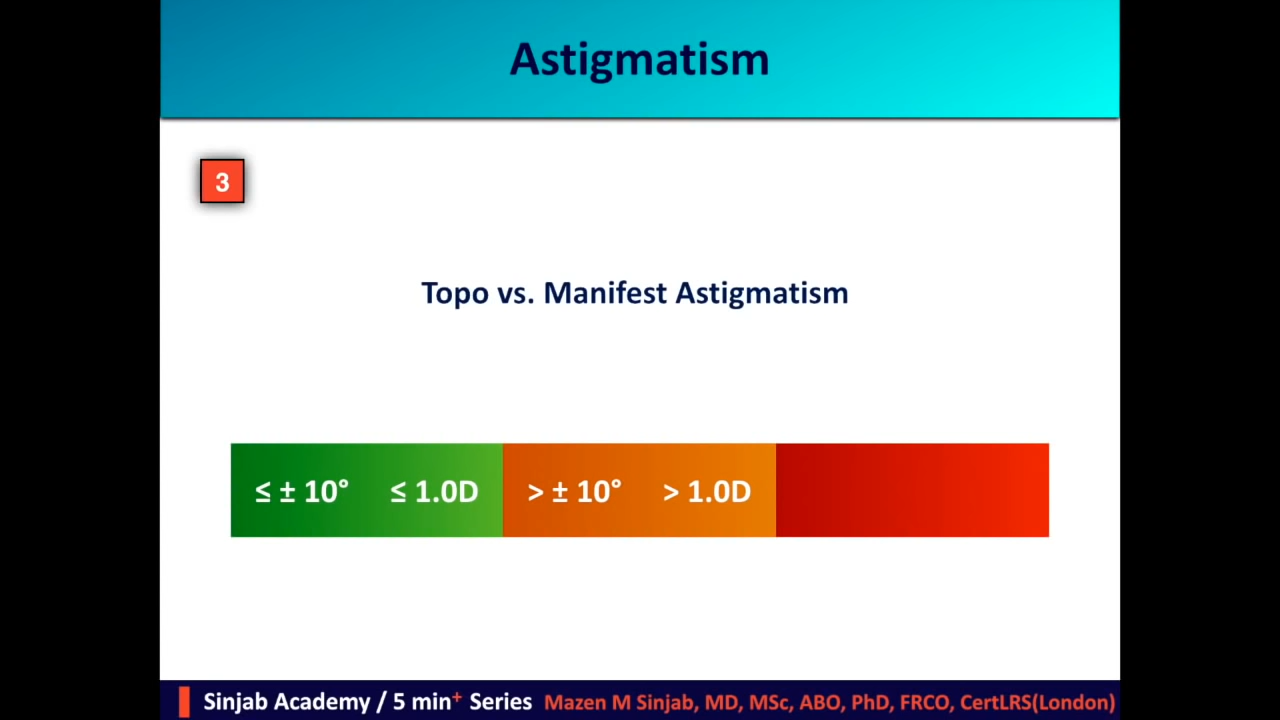 Astigmatism
3
Topo vs. Manifest Astigmatism
≤ ± 10° ≤ 1.0D > ± 10° > 1.0D
Sinjab Academy / 5 min⁺ Series Mazen M Sinjab, MD, MSc, ABO, PhD, FRCO, CertLRS(London)